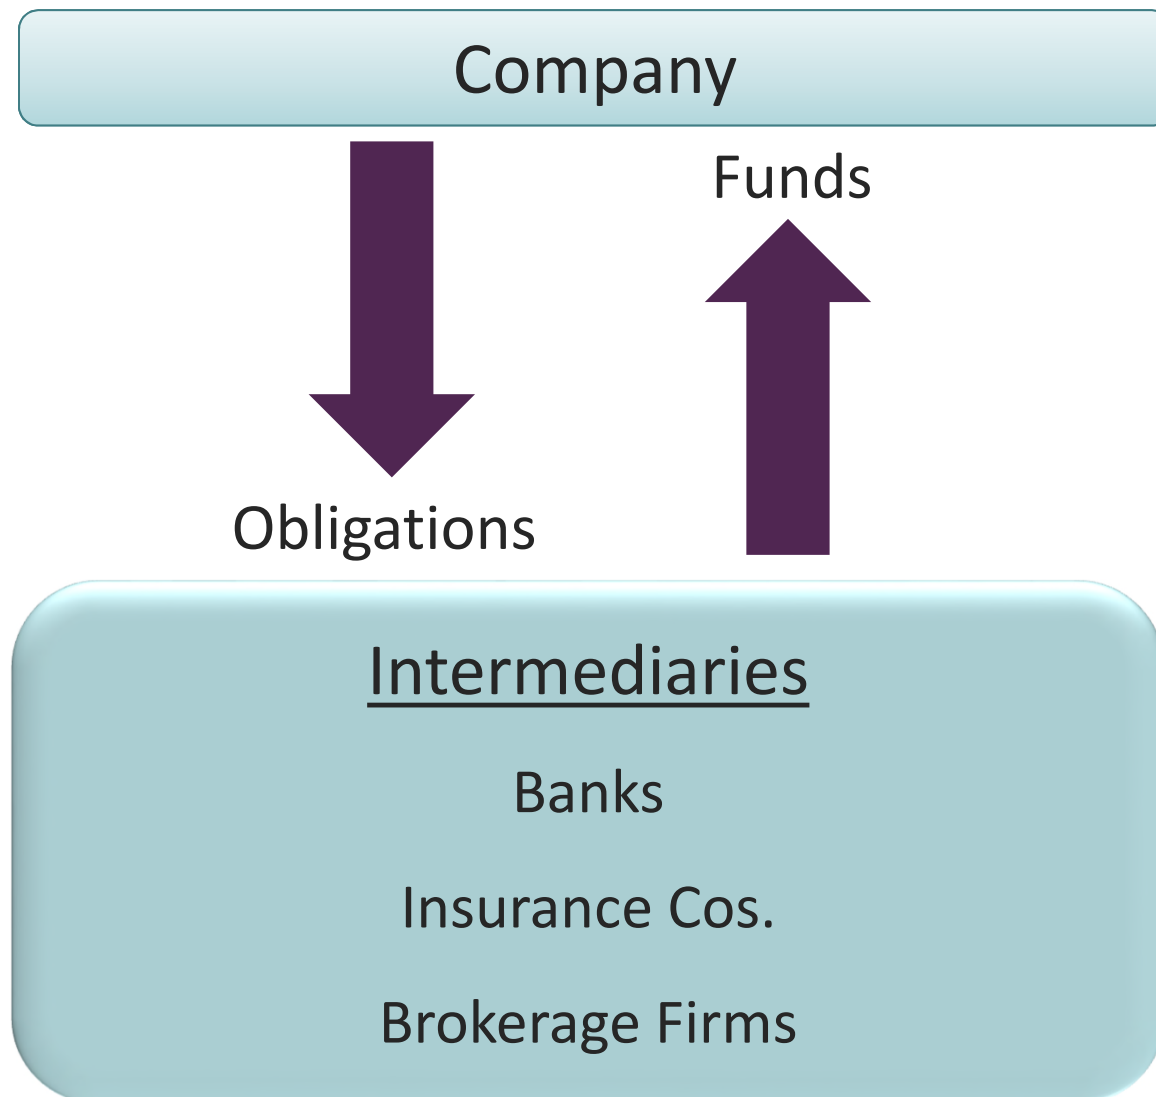 Company
Funds
Obligations
Intermediaries
Banks
Insurance Cos.
Brokerage Firms